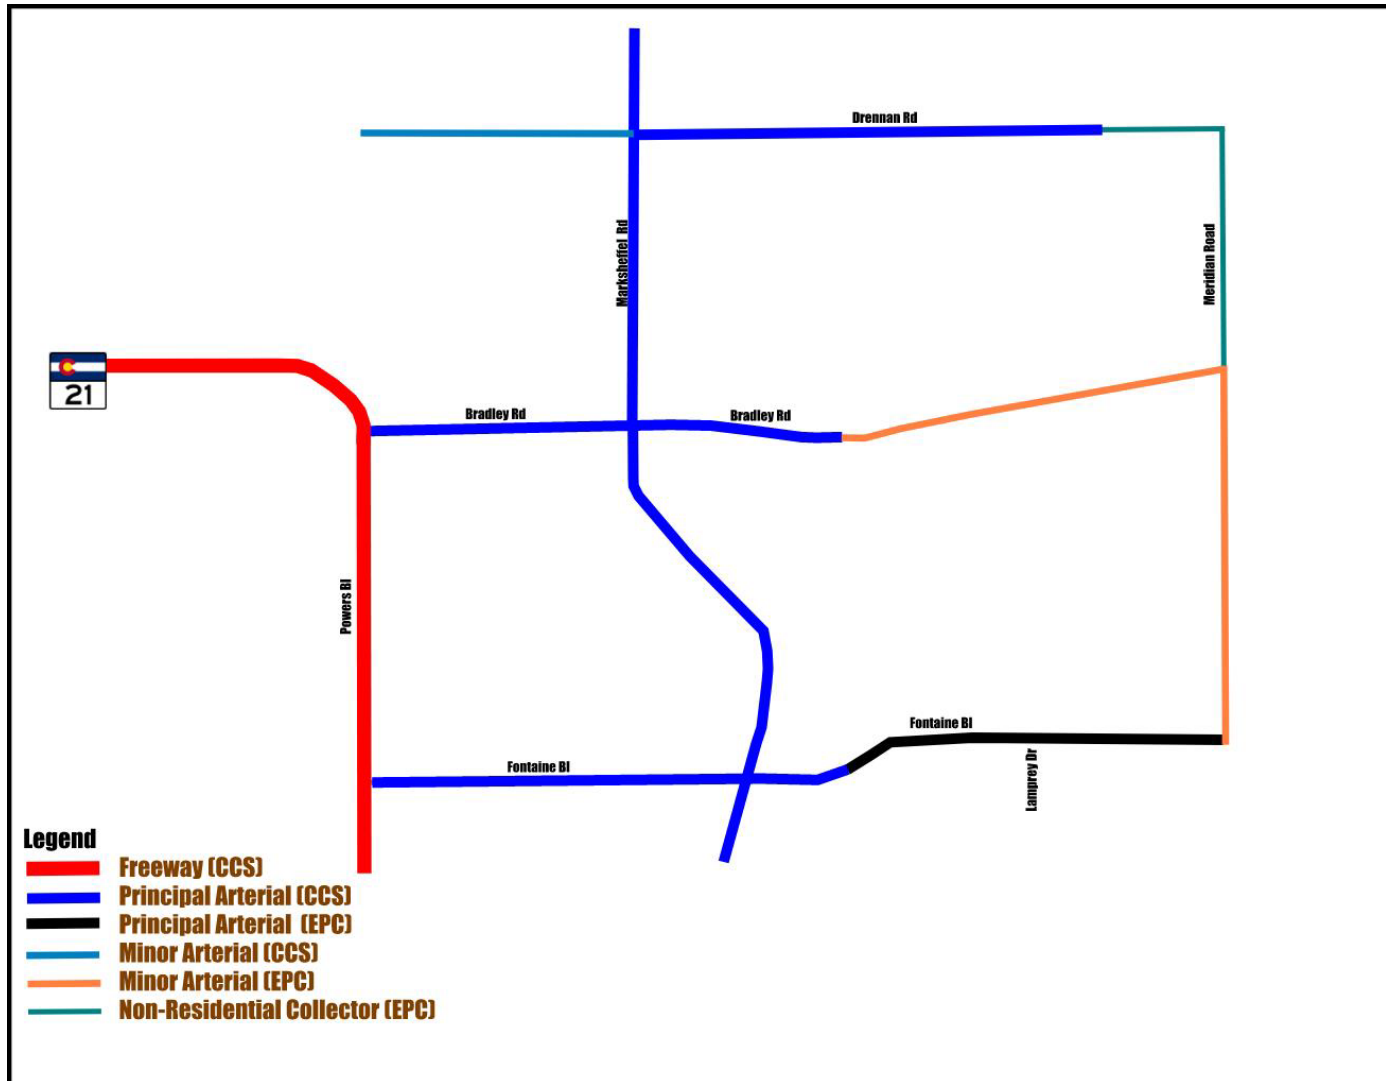 Drennan Rd
Marksheffel Rd
Meridian Road
21
Bradley Rd
Bradley Rd
Powers Bl
Fontaine Bl
Fontaine Bl
Lamprey Dr
Legend
Freeway (CCS)
Principal Arterial (CCS)
Principal Arterial (EPC)
Minor Arterial (CCS)
Minor Arterial (EPC)
Non-Residential Collector (EPC)